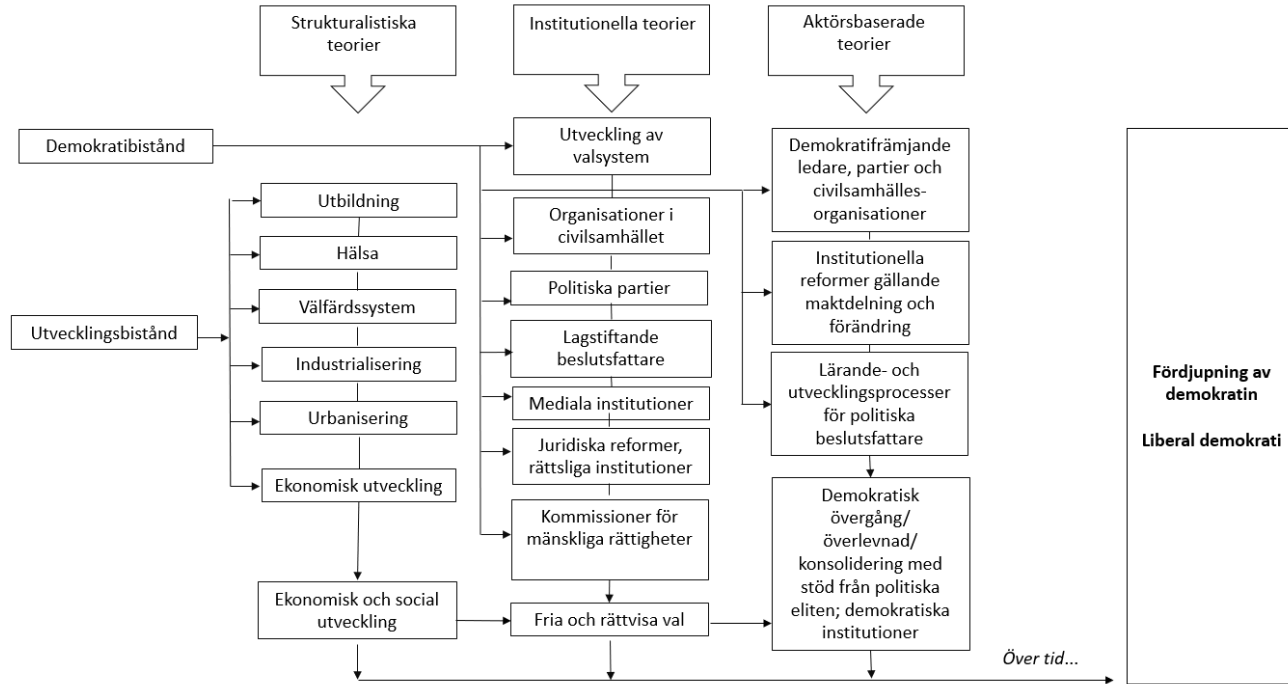 Strukturalistiska
teorier
Institutionella teorier
Aktörsbaserade
teorier
Demokratibistånd
Utvecklingsbistånd
Utbildning
Hälsa
Välfärdssystem
Industrialisering
Urbanisering
Ekonomisk utveckling
Ekonomisk och social
utveckling
Utveckling av
valsystem
Organisationer i
civilsamhället
Politiska partier
Lagstiftande
beslutsfattare
Mediala institutioner
Juridiska reformer,
rättsliga institutioner
Kommissioner för
mänskliga rättigheter
Fria och rättvisa val
Demokratifrämjande
ledare, partier och
civilsamhälles-
organisationer
Institutionella
reformer gällande
maktdelning och
förändring
Lärande- och
utvecklingsprocesser
för politiska
beslutsfattare
Demokratisk
övergång/
överlevnad/
konsolidering med
stöd från politiska
eliten; demokratiska
institutioner
Över tid...
Fördjupning av
demokratin
Liberal demokrati